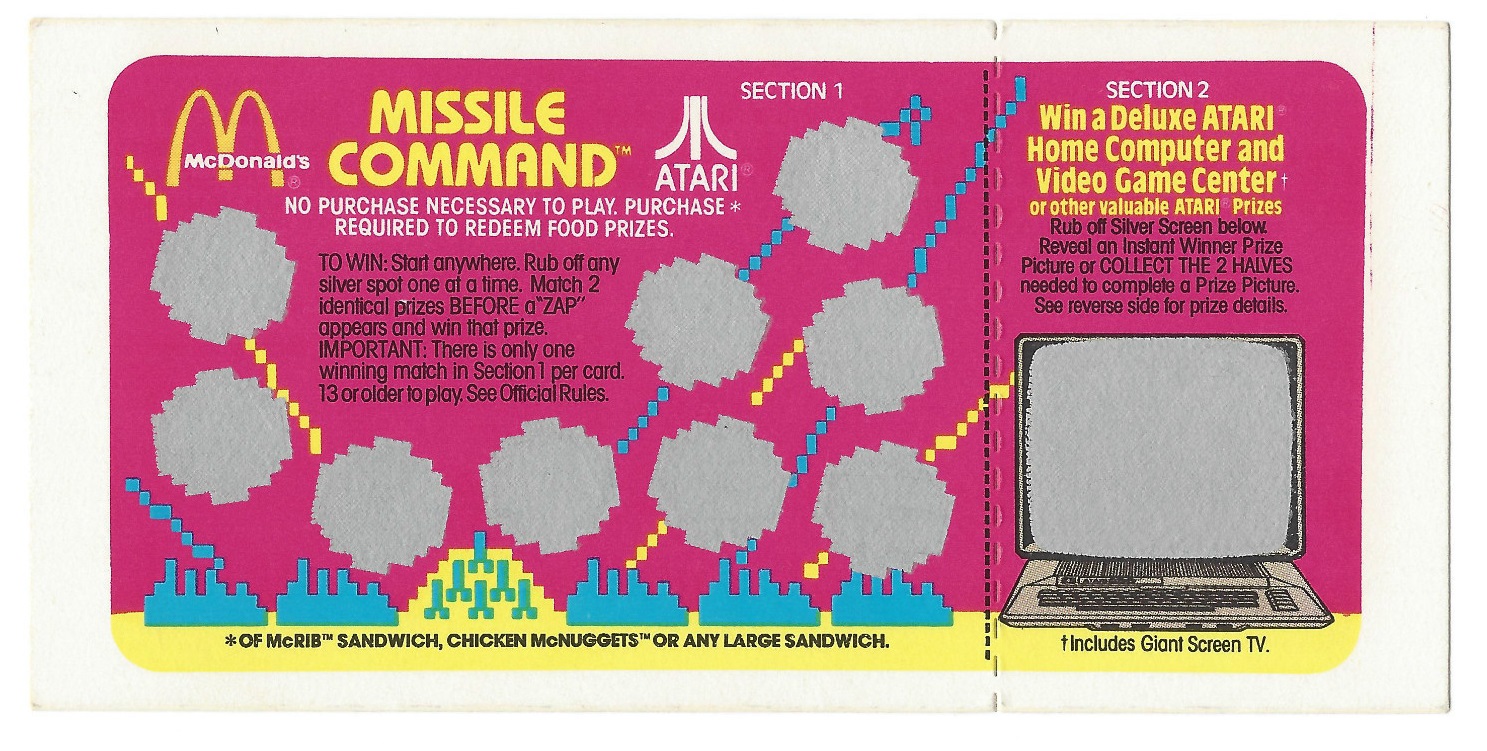 McDonald's®
MISSILE
COMMAND™
ATARI®
SECTION 1
NO PURCHASE NECESSARY TO PLAY. PURCHASE*
REQUIRED TO REDEEM FOOD PRIZES.
TO WIN: Start anywhere. Rub off any
silver spot one at a time. Match 2
identical prizes BEFORE a "ZAP"
appears and win that prize.
IMPORTANT: There is only one
winning match in Section 1 per card.
13 or older to play. See Official Rules.
*OF McRIB™ SANDWICH, CHICKEN McNUGGETS™ OR ANY LARGE SANDWICH.
SECTION 2
Win a Deluxe ATARI®
Home Computer and
Video Game Center†
or other valuable ATARI® Prizes
Rub off Silver Screen below.
Reveal an Instant Winner Prize
Picture or COLLECT THE 2 HALVES
needed to complete a Prize Picture.
See reverse side for prize details.
†Includes Giant Screen TV.